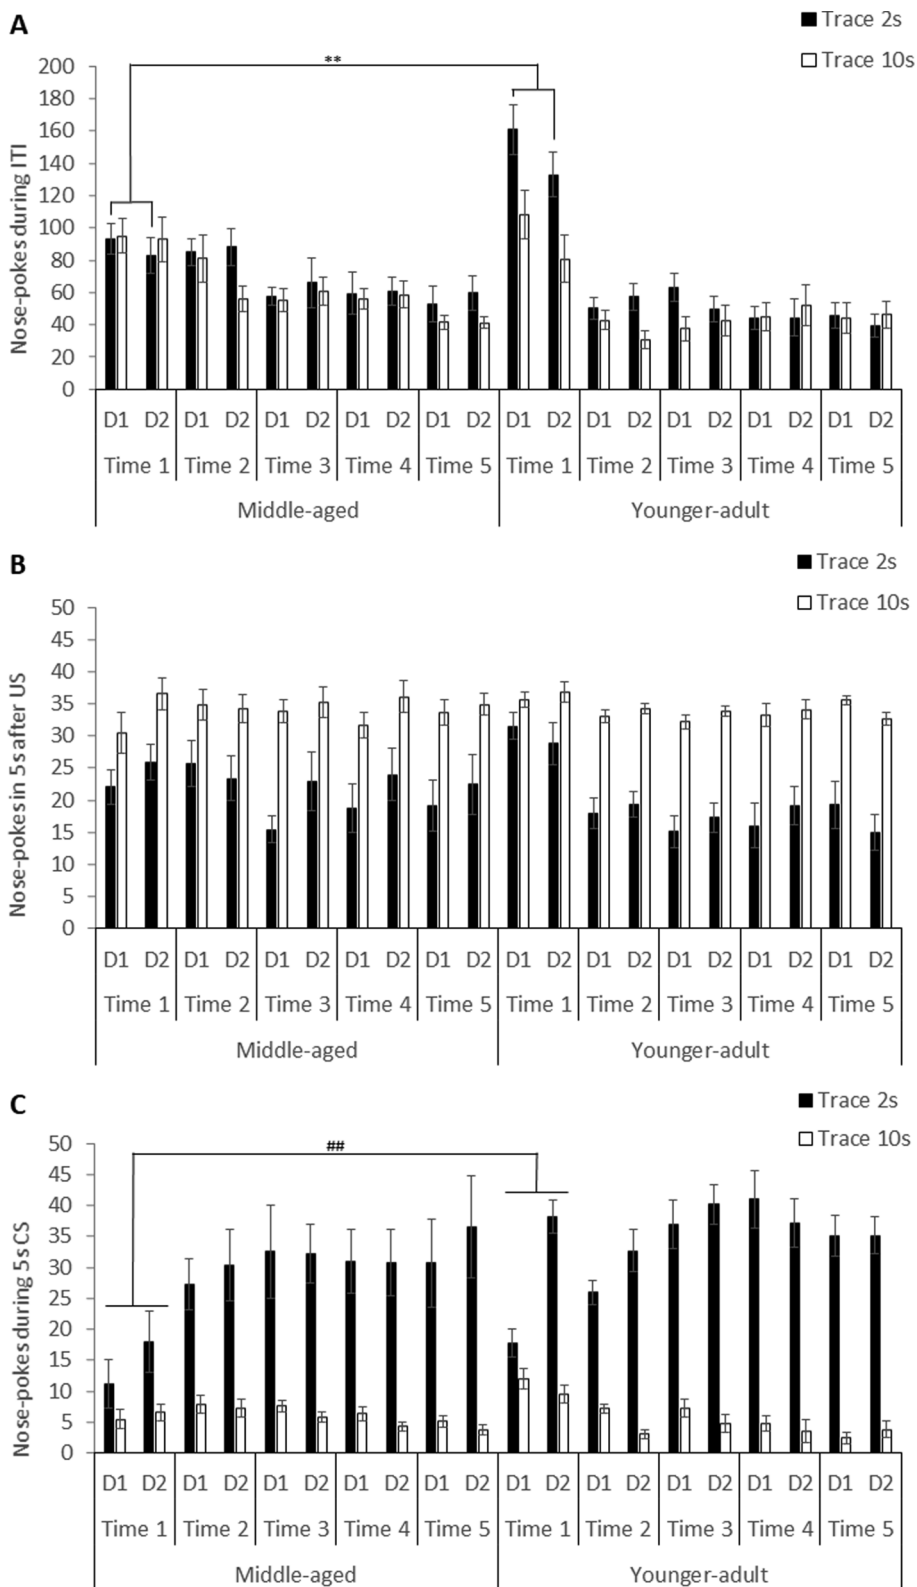 A
Trace 2s
Trace 10s
**
Nose-pokes during ITI
200
180
160
140
120
100
80
60
40
20
0
D1 D2 D1 D2 D1 D2 D1 D2 D1 D2 D1 D2 D1 D2 D1 D2 D1 D2 D1 D2
Time 1 Time 2 Time 3 Time 4 Time 5 Time 1 Time 2 Time 3 Time 4 Time 5
Middle-aged Younger-adult
B
Trace 2s
Trace 10s
Nose-pokes in 5s after US
50
45
40
35
30
25
20
15
10
5
0
D1 D2 D1 D2 D1 D2 D1 D2 D1 D2 D1 D2 D1 D2 D1 D2 D1 D2 D1 D2
Time 1 Time 2 Time 3 Time 4 Time 5 Time 1 Time 2 Time 3 Time 4 Time 5
Middle-aged Younger-adult
C
Trace 2s
Trace 10s
##
Nose-pokes during 5s CS
50
45
40
35
30
25
20
15
10
5
0
D1 D2 D1 D2 D1 D2 D1 D2 D1 D2 D1 D2 D1 D2 D1 D2 D1 D2 D1 D2
Time 1 Time 2 Time 3 Time 4 Time 5 Time 1 Time 2 Time 3 Time 4 Time 5
Middle-aged Younger-adult